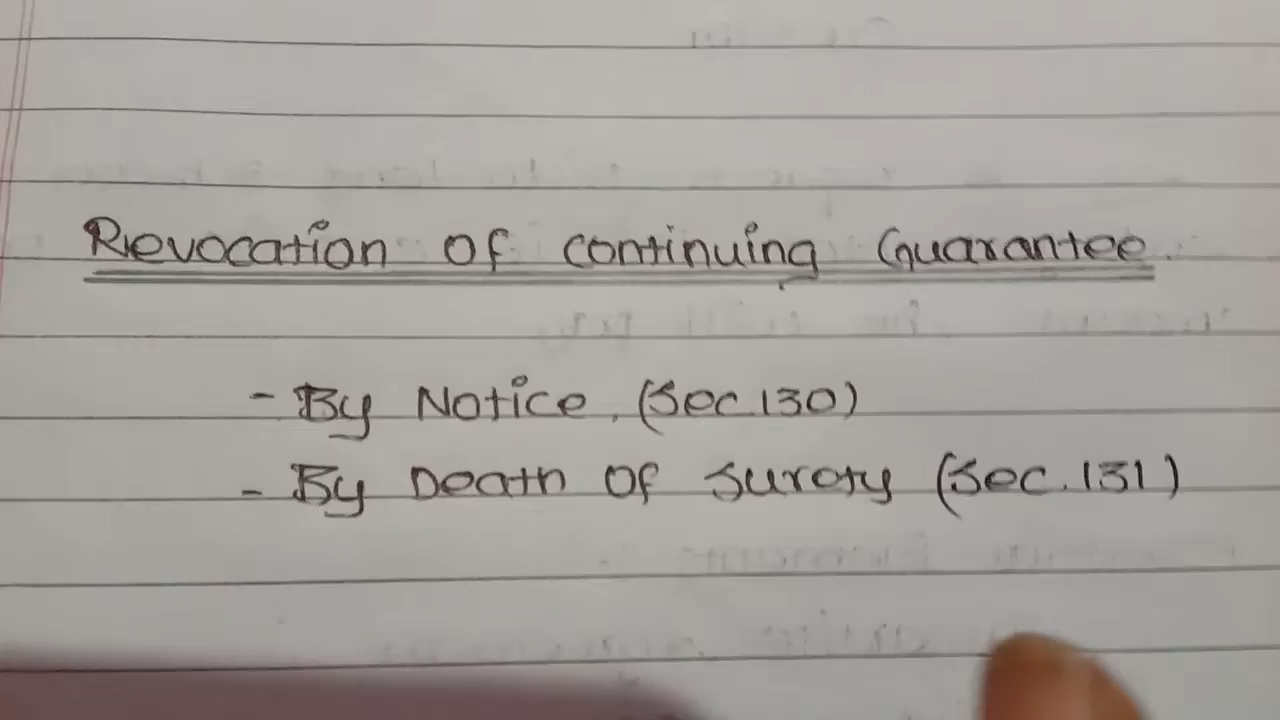 Revocation of continuing Guarantee
- By Notice. (Sec.130)
- By Death of surety (Sec.131)